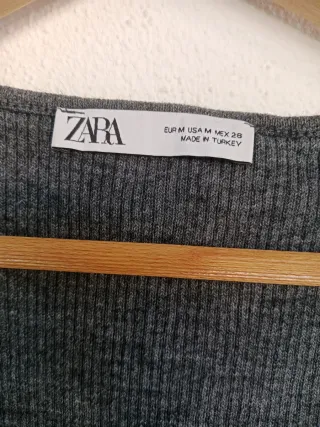 ZARA
EUR M USA M MEX 28
MADE IN TURKEY